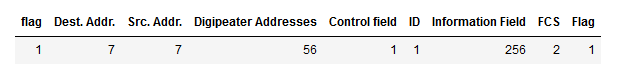 flag Dest. Addr. Src. Addr. Digipeater Addresses Control field ID Information Field FCS Flag
1 7 7 56 1 1 256 2 1